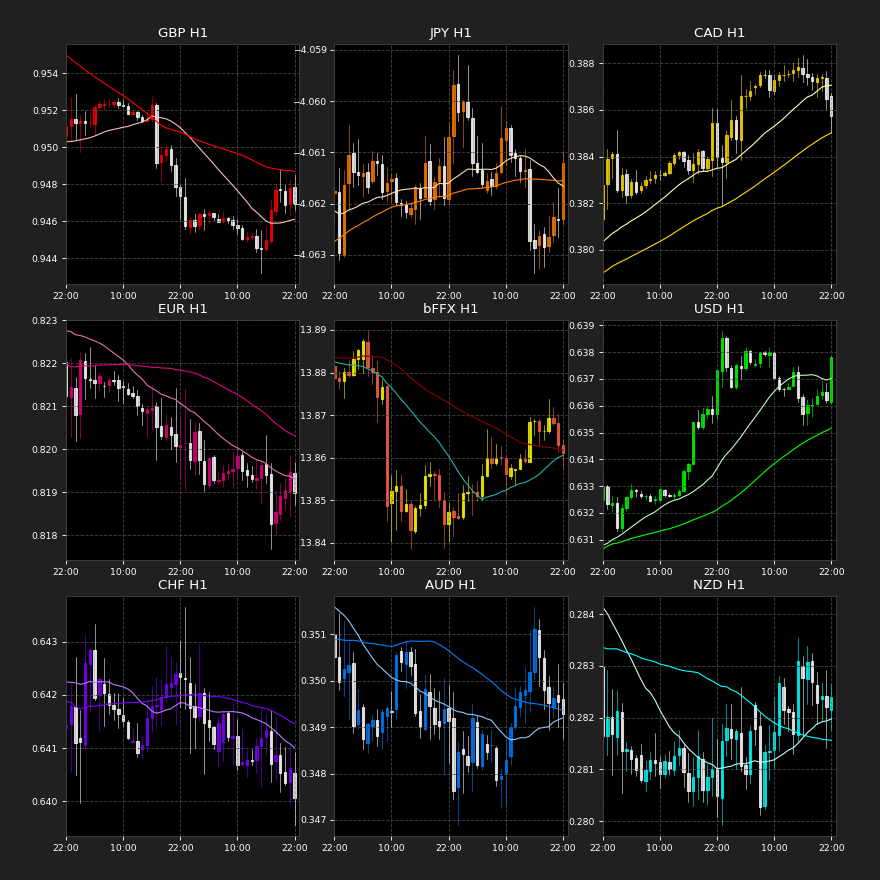 GBP H1
0.954
0.952
0.950
0.948
0.946
0.944
22:00 10:00 22:00 10:00 22:00
JPY H1
-4.059
-4.060
-4.061
-4.062
-4.063
22:00 10:00 22:00 10:00 22:00
CAD H1
0.388
0.386
0.384
0.382
0.380
22:00 10:00 22:00 10:00 22:00
EUR H1
0.823
0.822
0.821
0.820
0.819
0.818
22:00 10:00 22:00 10:00 22:00
bFFX H1
13.89
13.88
13.87
13.86
13.85
13.84
22:00 10:00 22:00 10:00 22:00
USD H1
0.639
0.638
0.637
0.636
0.635
0.634
0.633
0.632
0.631
22:00 10:00 22:00 10:00 22:00
CHF H1
0.643
0.642
0.641
0.640
22:00 10:00 22:00 10:00 22:00
AUD H1
0.351
0.350
0.349
0.348
0.347
22:00 10:00 22:00 10:00 22:00
NZD H1
0.284
0.283
0.282
0.281
0.280
22:00 10:00 22:00 10:00 22:00